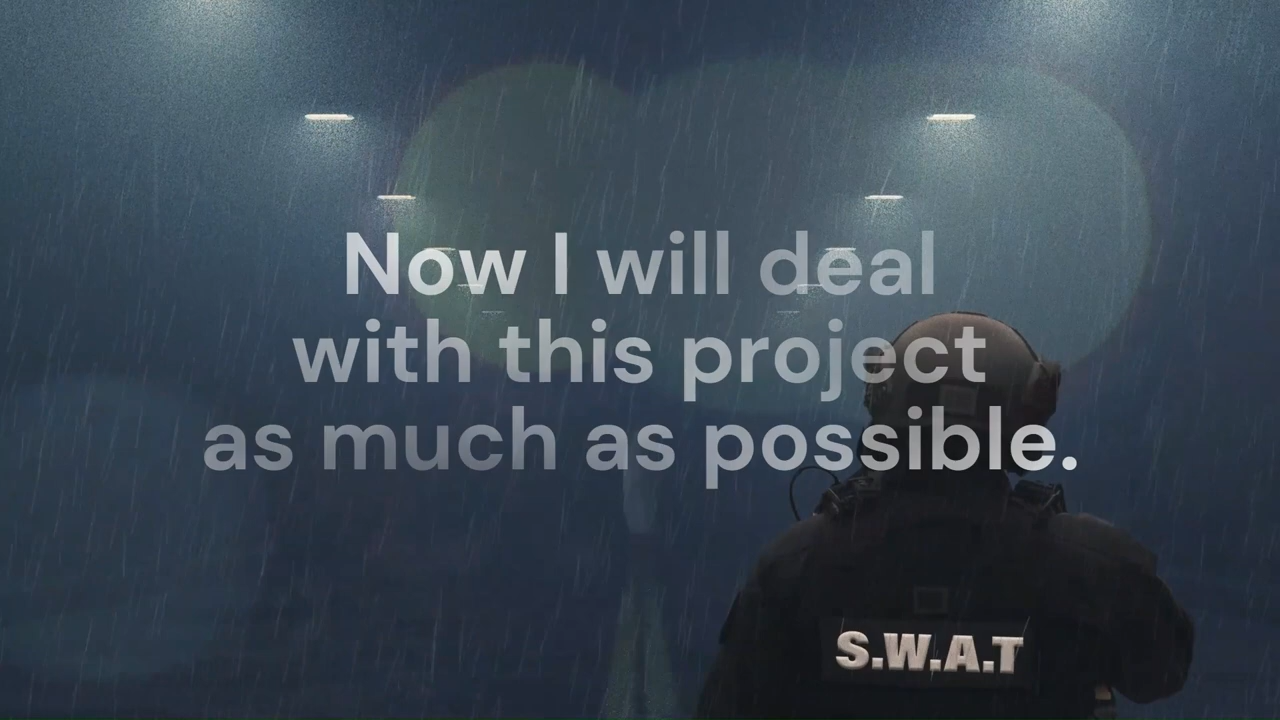 Now I will deal
with this project
as much as possible.
S.W.A.T